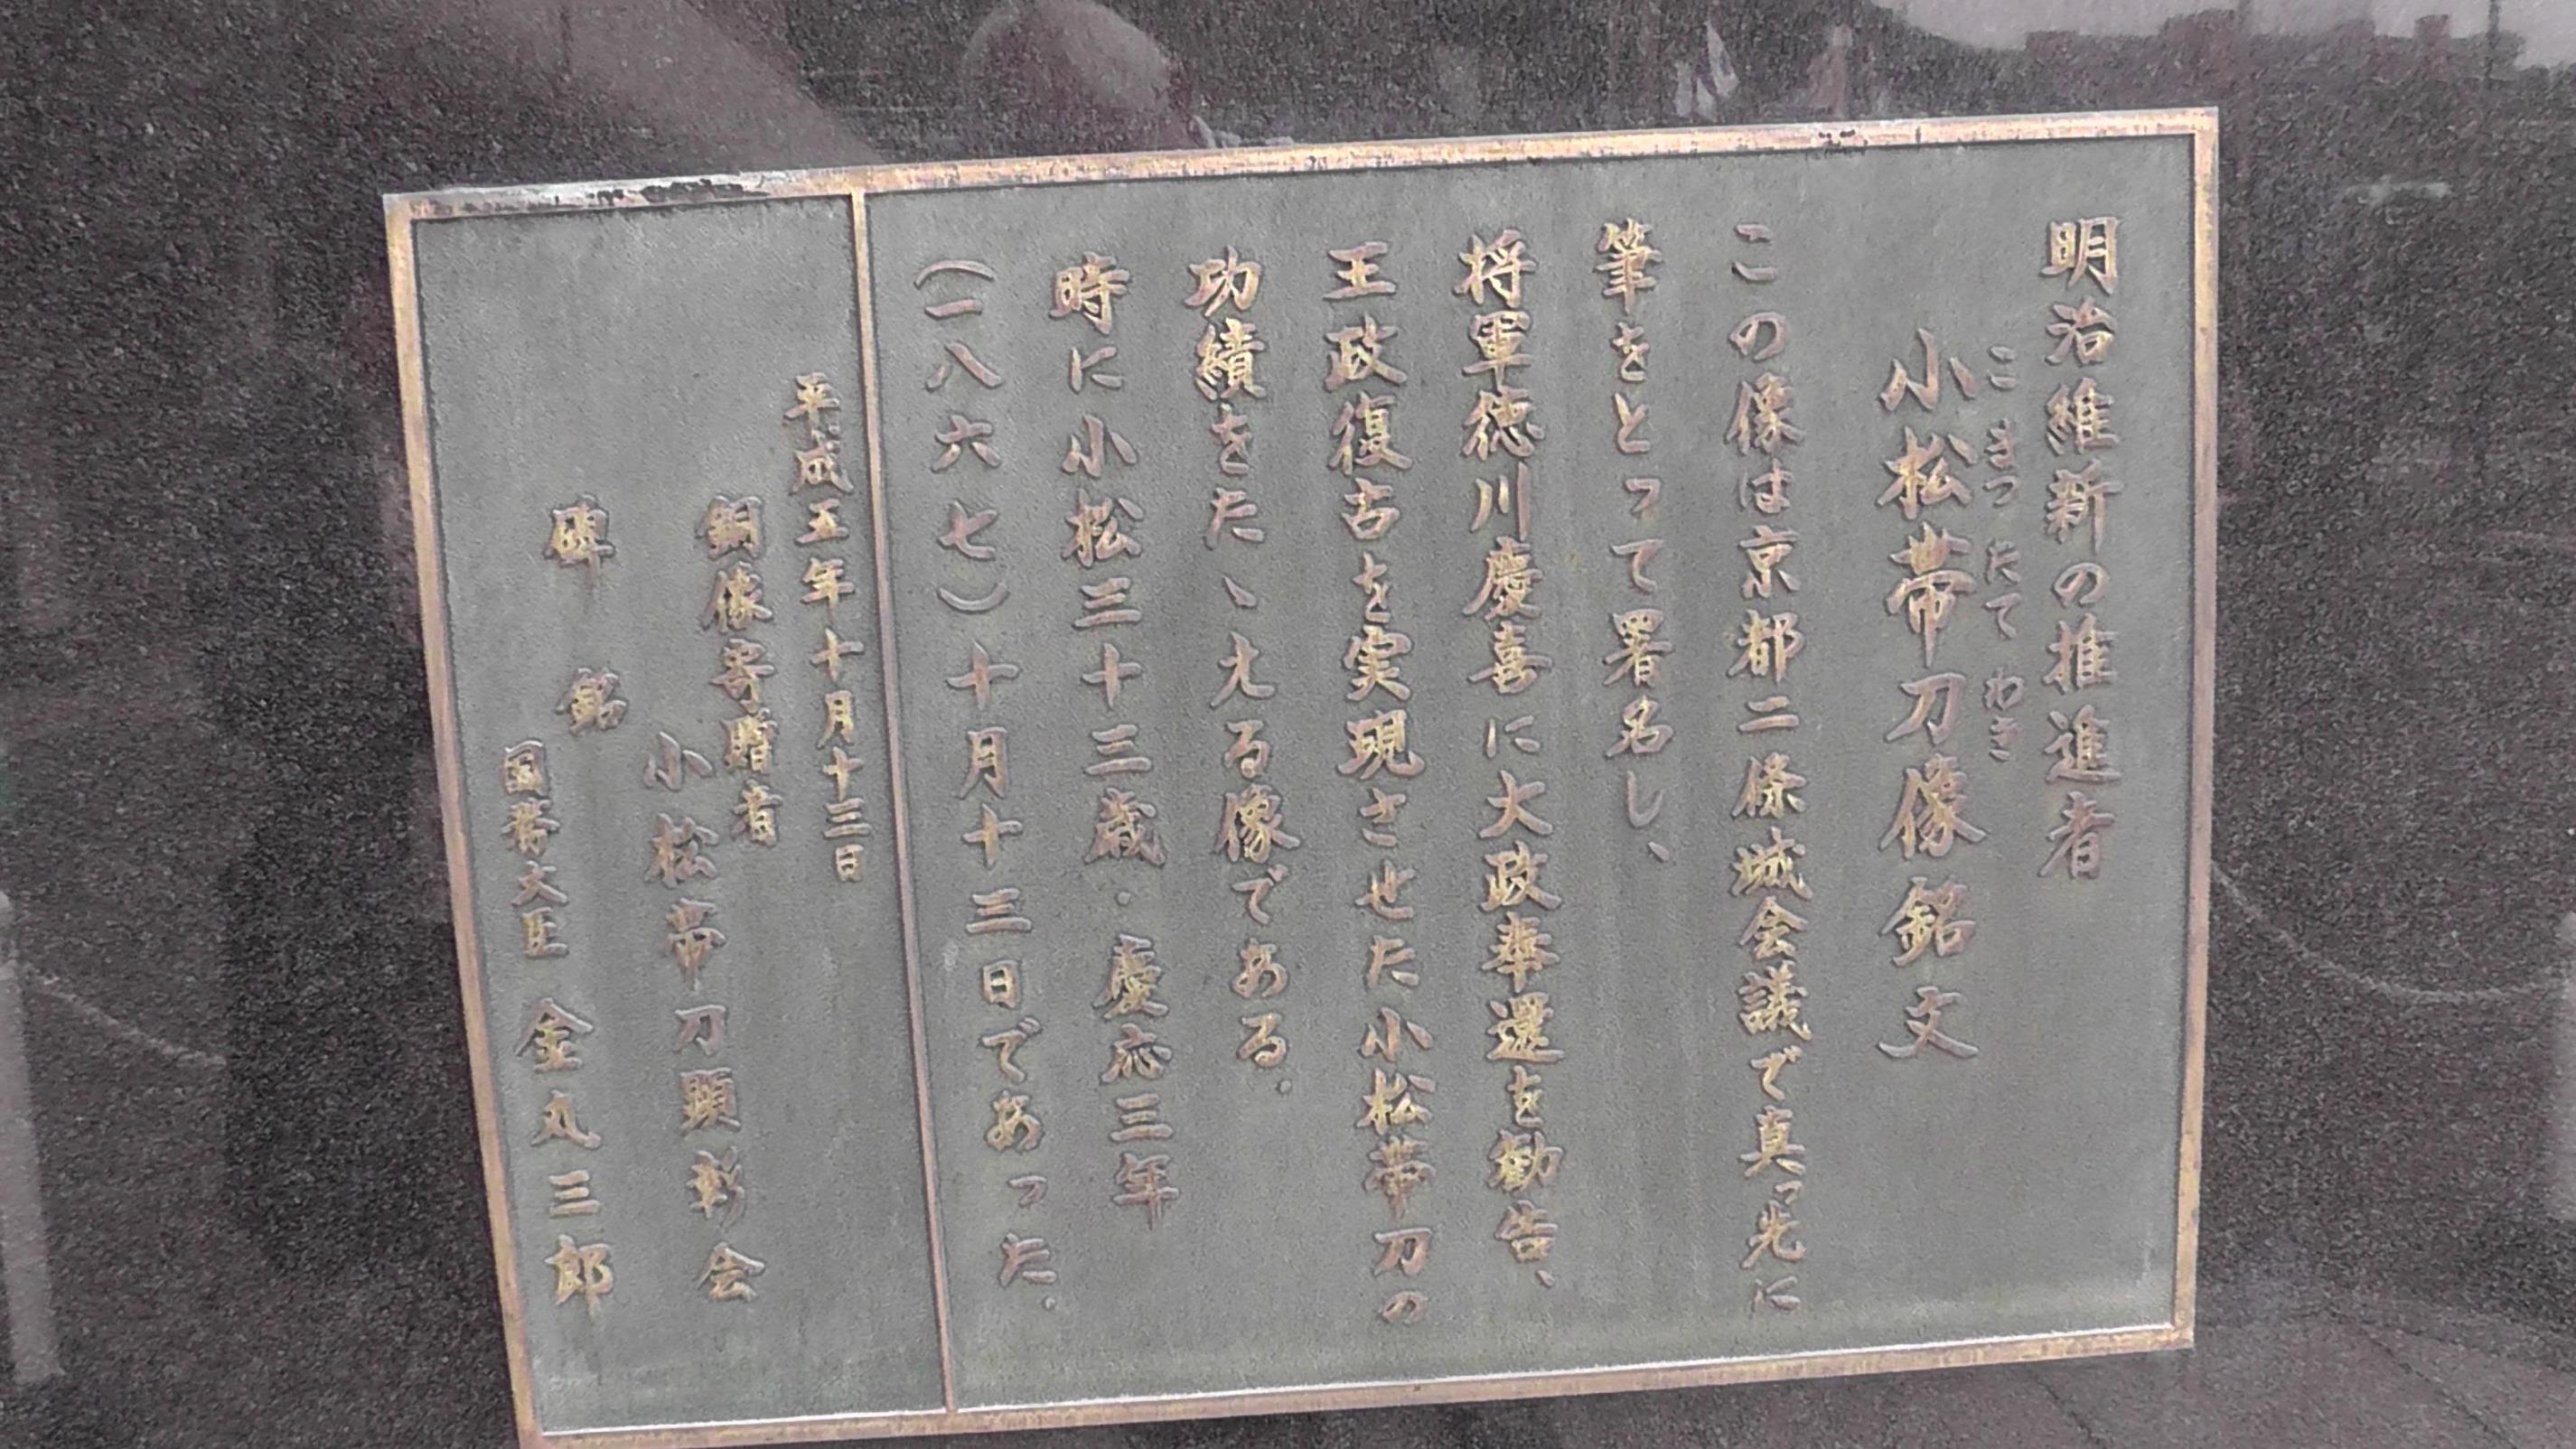 明治維新の推進者
こ まつ たて わき
小松帯刀像銘文
この像は京都二條城会議で真っ先に
筆をとって署名し、
将軍徳川慶喜に大政奉還を勧告、
王政復古を実現させた小松帯刀の
功績をたゝえる像である。
時に小松三十三歳・慶応三年
(一八六七)十月十三日であった。
平成五年十月十三日
銅像寄贈者
小松帯刀顕彰会
碑 銘
国務大臣 金丸三郎